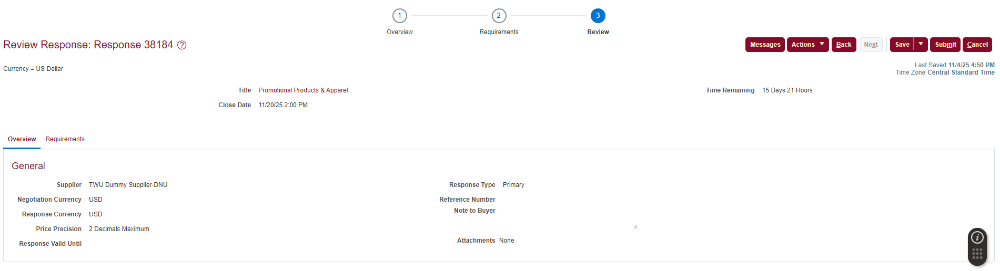 1 2 3
Overview Requirements Review
Review Response: Response 38184 ?
Messages Actions Back Next Save Submit Cancel
Currency = US Dollar
Last Saved 11/4/25 4:50 PM
Time Zone Central Standard Time
Title Promotional Products & Apparel
Time Remaining 15 Days 21 Hours
Close Date 11/20/25 2:00 PM
Overview Requirements
General
Supplier TWU Dummy Supplier-DNU
Response Type Primary
Negotiation Currency USD
Reference Number
Response Currency USD
Note to Buyer
Price Precision 2 Decimals Maximum
Response Valid Until
Attachments None
i